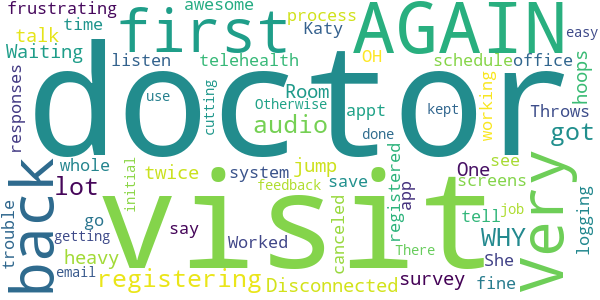 frustrating
awesome
process
AGAIN
first
Katy
time
talk
OH
easy
Waiting
listen
telehealth
schedule
office
doctor
responses
cutting
Room
Otherwise
use
appt
kept
working
Throws
hoops
audio
done
got
back
whole
twice
system
jump
One
see
very
lot
initial
visit
feedback
save
registered
app
screens
job
trouble
go
say
canceled
tell
WHY
logging
getting
heavy
Worked
There
She
email
registering
Disconnected
survey
fine